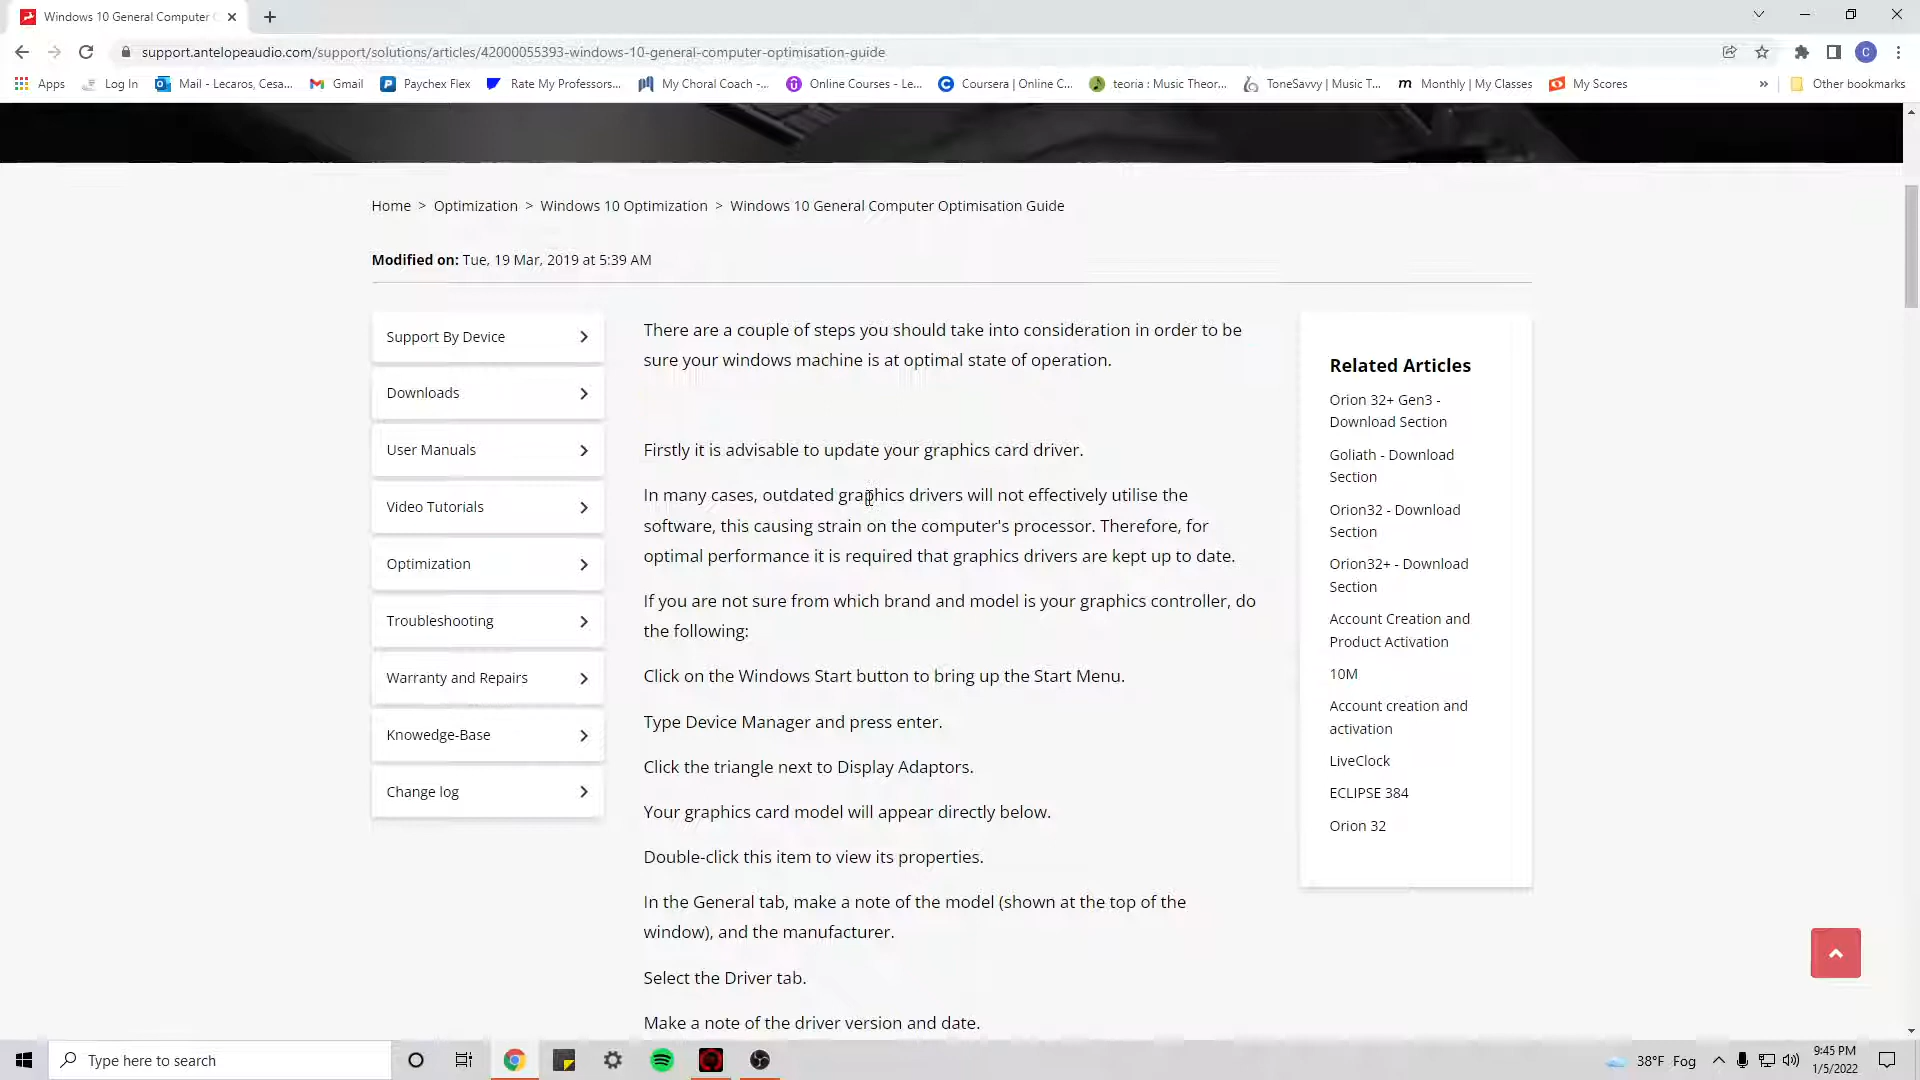 Windows 10 General Computer
support.antelopeaudio.com/support/solutions/articles/42000055393-windows-10-general-computer-optimisation-guide
C
Apps
Log In
Mail - Lecaros, Cesa...
Gmail
Paychex Flex
Rate My Professors...
My Choral Coach -...
Online Courses - Le...
Coursera | Online C...
teoria : Music Theor...
ToneSavvy | Music T...
m Monthly | My Classes
My Scores
»
Other bookmarks
Home > Optimization > Windows 10 Optimization > Windows 10 General Computer Optimisation Guide
Modified on: Tue, 19 Mar, 2019 at 5:39 AM
Support By Device
Downloads
User Manuals
Video Tutorials
Optimization
Troubleshooting
Warranty and Repairs
Knowedge-Base
Change log
There are a couple of steps you should take into consideration in order to be
sure your windows machine is at optimal state of operation.
Firstly it is advisable to update your graphics card driver.
In many cases, outdated graphics drivers will not effectively utilise the
software, this causing strain on the computer's processor. Therefore, for
optimal performance it is required that graphics drivers are kept up to date.
If you are not sure from which brand and model is your graphics controller, do
the following:
Click on the Windows Start button to bring up the Start Menu.
Type Device Manager and press enter.
Click the triangle next to Display Adaptors.
Your graphics card model will appear directly below.
Double-click this item to view its properties.
In the General tab, make a note of the model (shown at the top of the
window), and the manufacturer.
Select the Driver tab.
Make a note of the driver version and date.
Related Articles
Orion 32+ Gen3 -
Download Section
Goliath - Download
Section
Orion32 - Download
Section
Orion32+ - Download
Section
Account Creation and
Product Activation
10M
Account creation and
activation
LiveClock
ECLIPSE 384
Orion 32
Type here to search
38°F Fog
9:45 PM
1/5/2022